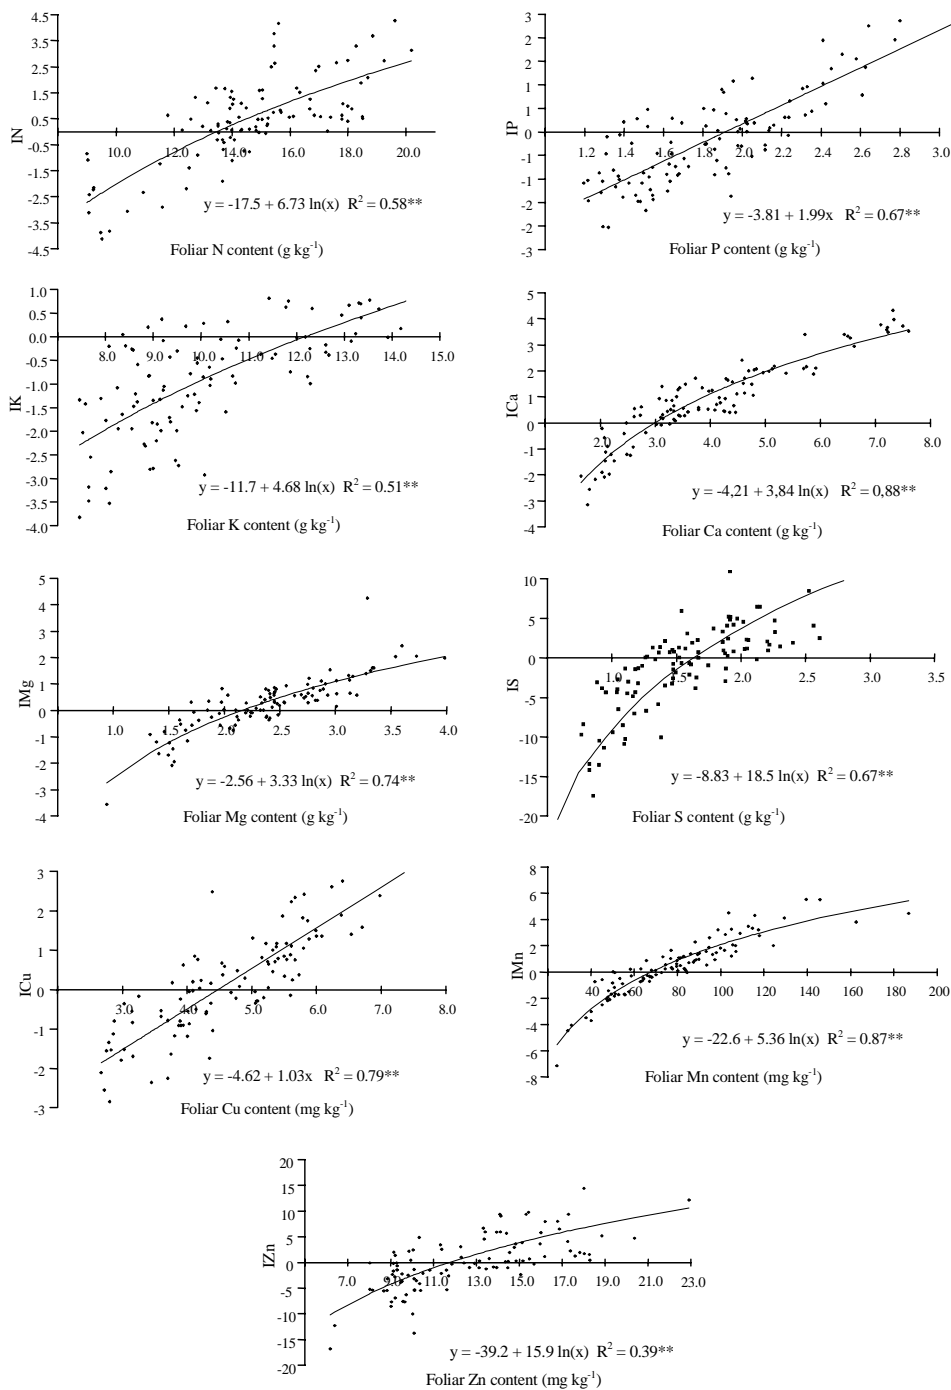 4.5
3.5
2.5
1.5
0.5
-0.5
-1.5
-2.5
-3.5
-4.5
IN
10.0 12.0 14.0 16.0 18.0 20.0
y = -17.5 + 6.73 ln(x) R² = 0.58**
Foliar N content (g kg⁻¹)
3
2
2
1
1
0
-1
-1
-2
-2
-3
IP
1.2 1.4 1.6 1.8 2.0 2.2 2.4 2.6 2.8 3.0
y = -3.81 + 1.99x R² = 0.67**
Foliar P content (g kg⁻¹)
1.0
0.5
0.0
-0.5
-1.0
-1.5
-2.0
-2.5
-3.0
-3.5
-4.0
IK
8.0 9.0 10.0 11.0 12.0 13.0 14.0 15.0
y = -11.7 + 4.68 ln(x) R² = 0.51**
Foliar K content (g kg⁻¹)
5
4
3
2
1
0
-1
-2
-3
-4
ICa
2.0 3.0 4.0 5.0 6.0 7.0 8.0
y = -4,21 + 3,84 ln(x) R² = 0,88**
Foliar Ca content (g kg⁻¹)
5
4
3
2
1
0
-1
-2
-3
-4
IMg
1.0 1.5 2.0 2.5 3.0 3.5 4.0
y = -2.56 + 3.33 ln(x) R² = 0.74**
Foliar Mg content (g kg⁻¹)
10
5
0
-5
-10
-15
-20
IS
1.0 1.5 2.0 2.5 3.0 3.5
y = -8.83 + 18.5 ln(x) R² = 0.67**
Foliar S content (g kg⁻¹)
3
2
1
0
-1
-2
-3
ICu
3.0 4.0 5.0 6.0 7.0 8.0
y = -4.62 + 1.03x R² = 0.79**
Foliar Cu content (mg kg⁻¹)
8
6
4
2
0
-2
-4
-6
-8
IMn
40 60 80 100 120 140 160 180 200
y = -22.6 + 5.36 ln(x) R² = 0.87**
Foliar Mn content (mg kg⁻¹)
20
15
10
5
0
-5
-10
-15
-20
IZn
7.0 9.0 11.0 13.0 15.0 17.0 19.0 21.0 23.0
y = -39.2 + 15.9 ln(x) R² = 0.39**
Foliar Zn content (mg kg⁻¹)